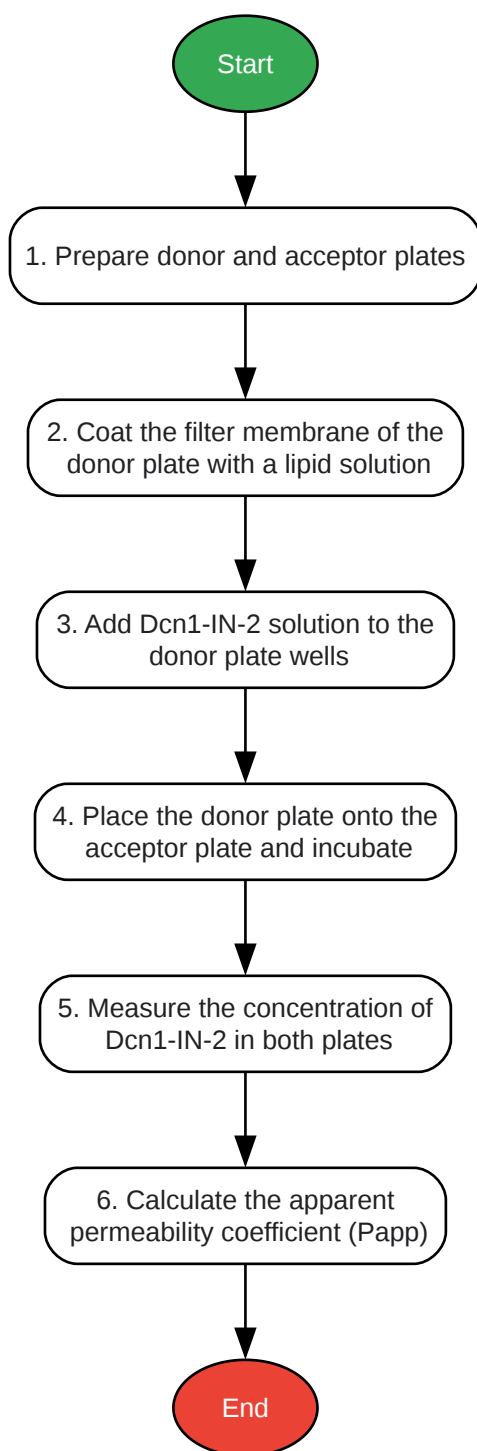 Start
1. Prepare donor and acceptor plates
2. Coat the filter membrane of the
donor plate with a lipid solution
3. Add Dcn1-IN-2 solution to the
donor plate wells
4. Place the donor plate onto the
acceptor plate and incubate
5. Measure the concentration of
Dcn1-IN-2 in both plates
6. Calculate the apparent
permeability coefficient (Papp)
End